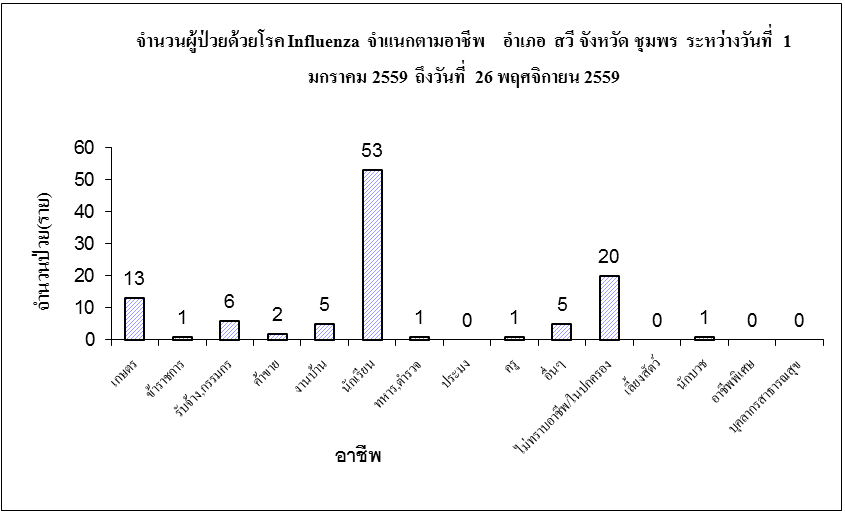 จำนวนผู้ป่วยด้วยโรค Influenza จำแนกตามอาชีพ อำเภอ สวี จังหวัด ชุมพร ระหว่างวันที่ 1
มกราคม 2559 ถึงวันที่ 26 พฤศจิกายน 2559
จำนวนป่วย(ราย)
60
50
40
30
20
10
0
13
1
6
2
5
53
1
0
1
5
20
0
1
0
0
เกษตร
ข้าราชการ
รับจ้าง,กรรมกร
ค้าขาย
งานบ้าน
นักเรียน
ทหาร,ตำรวจ
ประมง
ครู
อื่นๆ
ไม่ทราบอาชีพ/ในปกครอง
เลี้ยงสัตว์
นักบวช
อาชีพพิเศษ
บุคลากรสาธารณสุข
อาชีพ